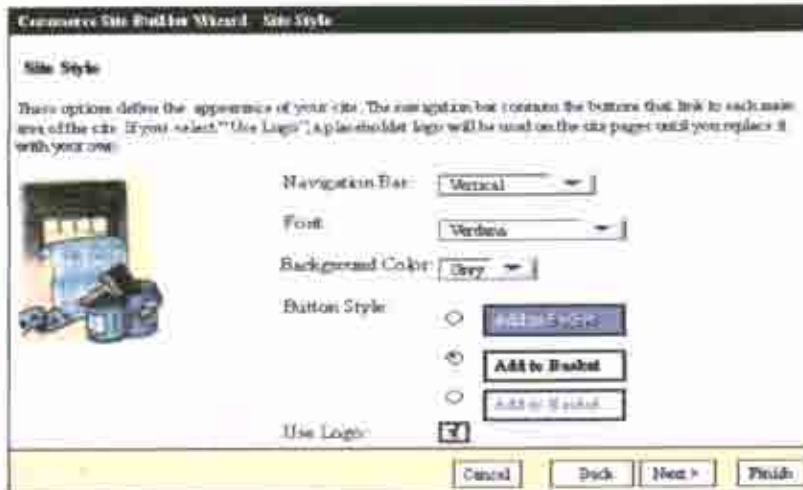 Commerce Site Builder Wizard - Site Style
Site Style
These options define the appearance of your site. The navigation bar contains the buttons that link to each main
area of the site. If you select "Use Logo", a placeholder logo will be used on the site pages until you replace it
with your own.
Navigation Bar: Vertical
Font: Verdana
Background Color: Grey
Button Style:
Add to Basket
Add to Basket
Add to Basket
Use Logo:
Cancel Back Next > Finish